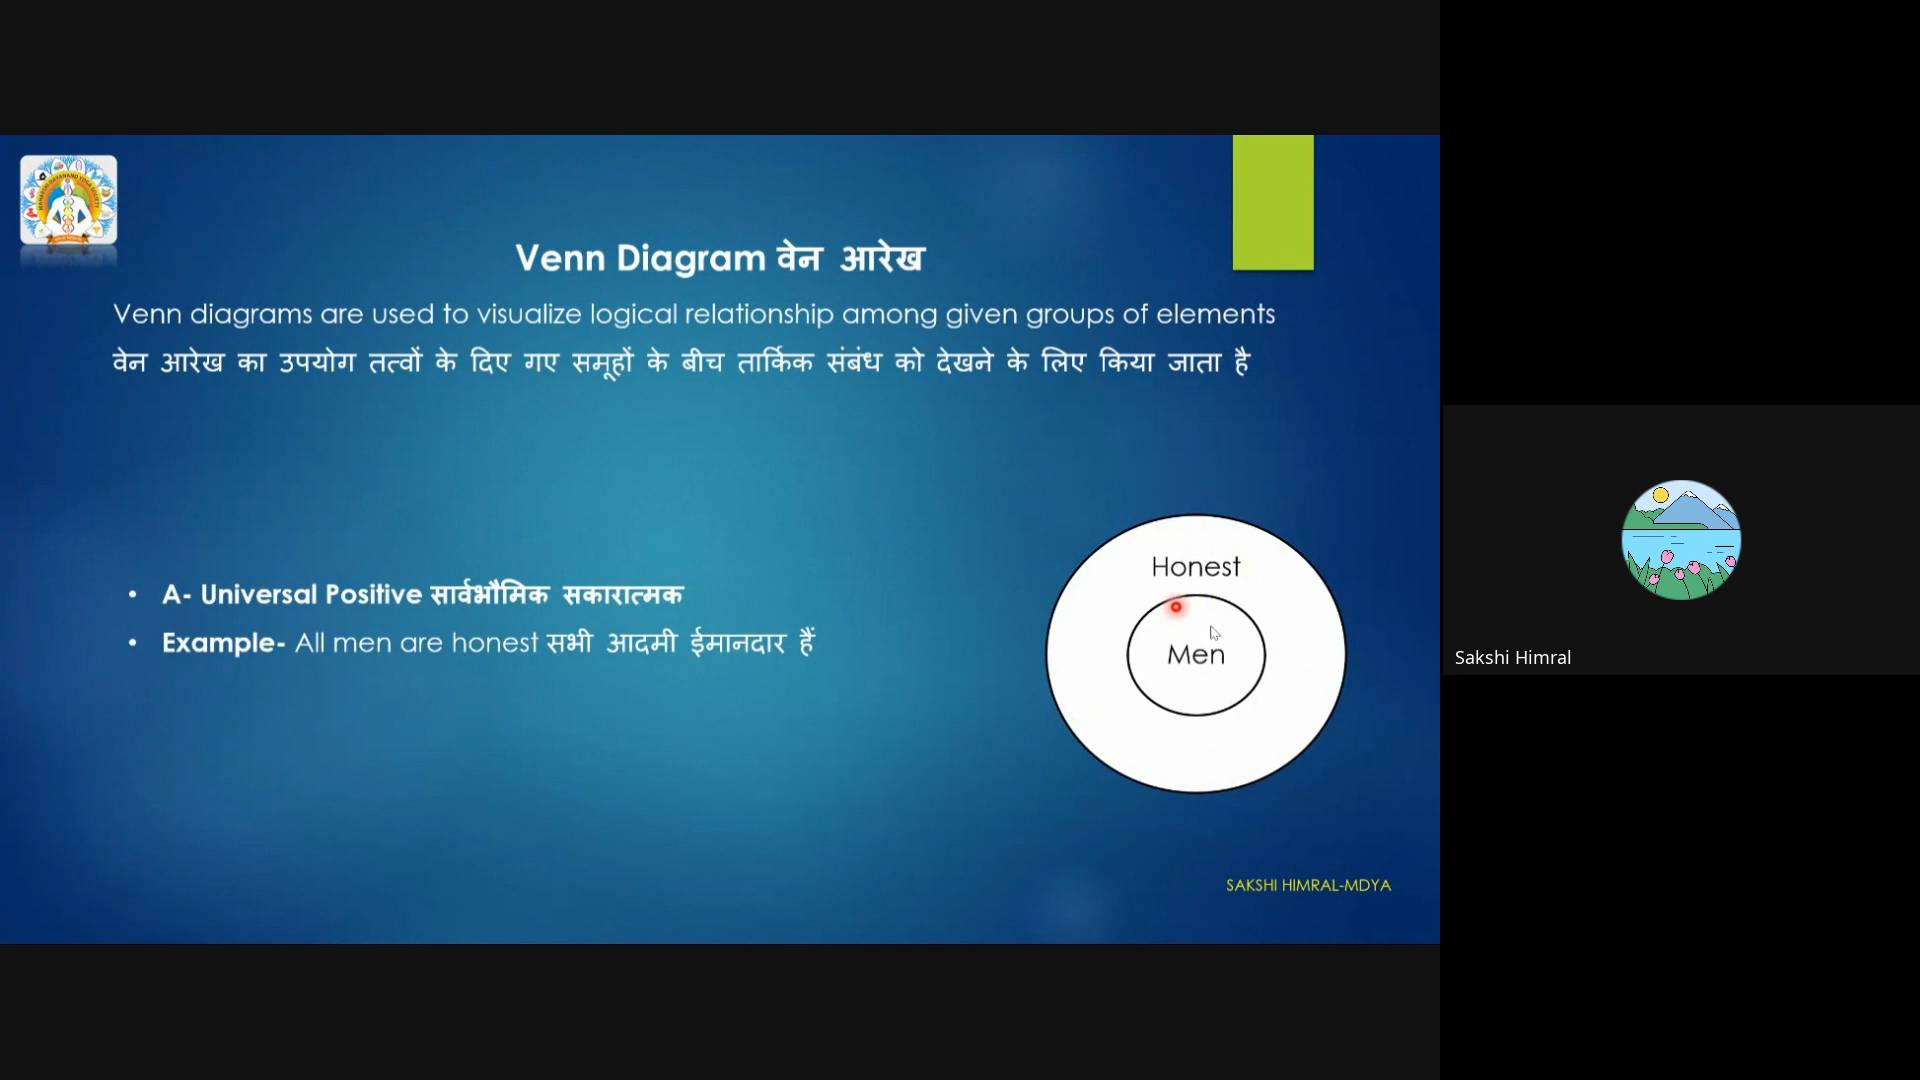 Venn Diagram वेन आरेख
Venn diagrams are used to visualize logical relationship among given groups of elements
वेन आरेख का उपयोग तत्वों के दिए गए समूहों के बीच तार्किक संबंध को देखने के लिए किया जाता है
• A- Universal Positive सार्वभौमिक सकारात्मक
• Example- All men are honest सभी आदमी ईमानदार हैं
Honest
Men
SAKSHI HIMRAL-MDYA
Sakshi Himral